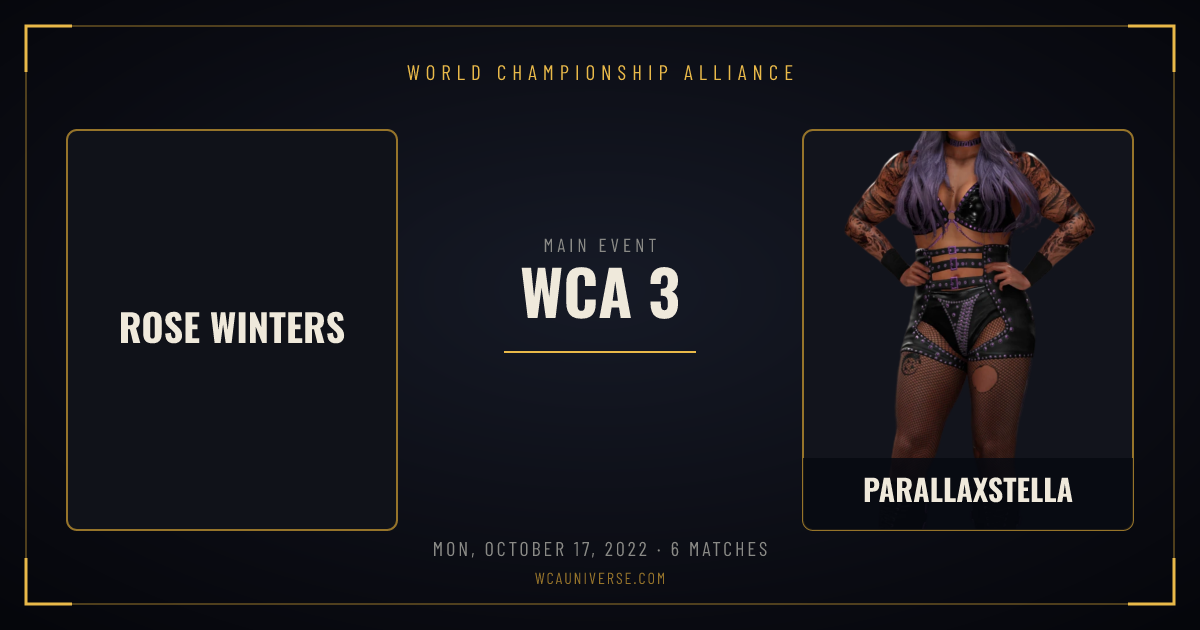 WORLD CHAMPIONSHIP ALLIANCE
ROSE WINTERS
MAIN EVENT
WCA 3
PARALLAXSTELLA
MON, OCTOBER 17, 2022 · 6 MATCHES
WCAUNIVERSE.COM